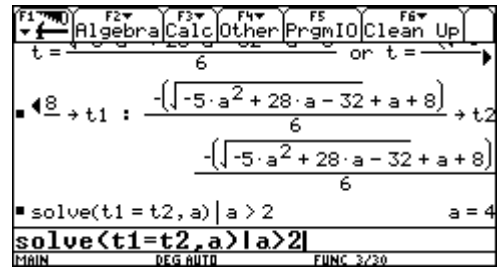 F1 F2 F3 F4 F5 F6
Algebra Calc Other PrgmIO Clean Up
t = 6 or t =
8 → t1 : -(√-5·a² + 28·a - 32 + a + 8)/6 → t2
-(√-5·a² + 28·a - 32 + a + 8)/6
solve(t1 = t2, a) | a > 2 a = 4
solve(t1=t2,a)|a>2
MAIN DEG AUTO FUNC 3/30